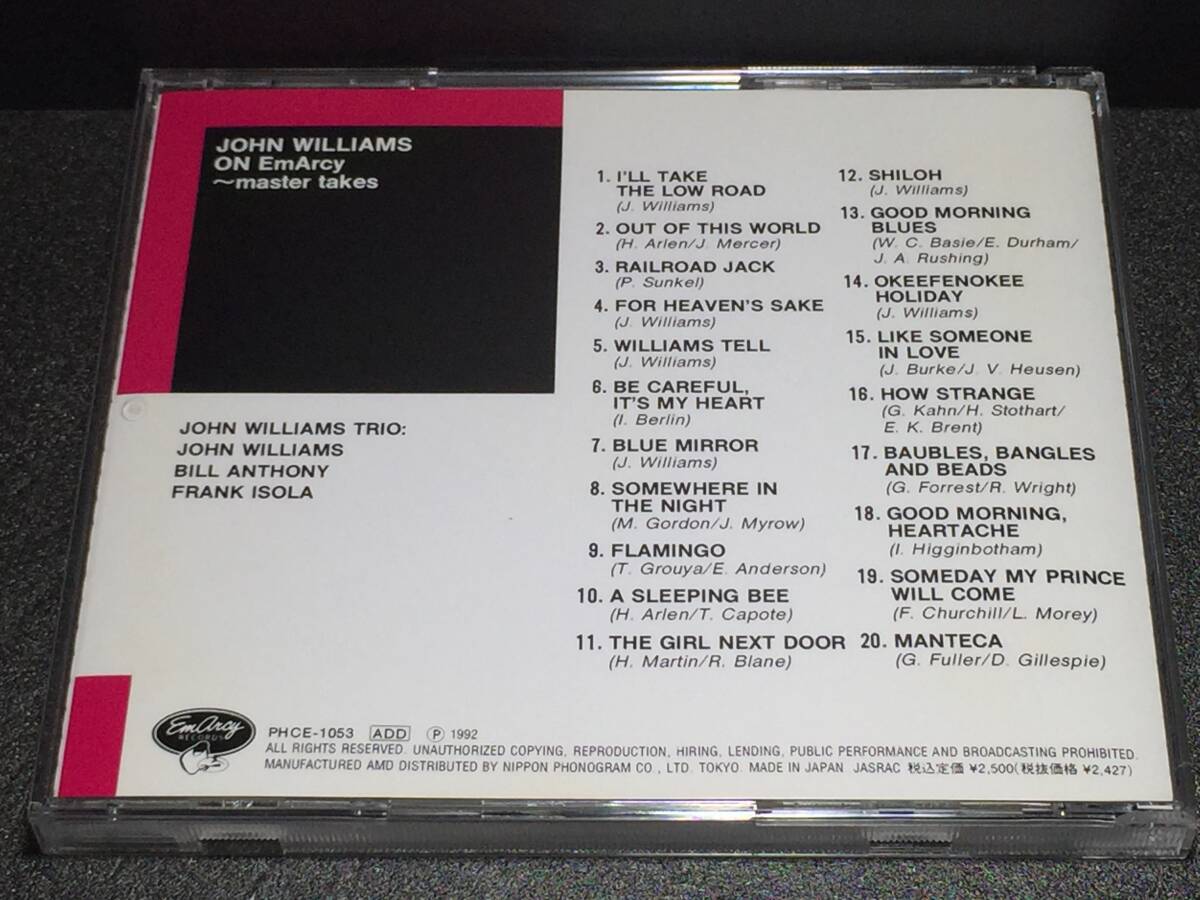 JOHN WILLIAMS
ON EmArcy
~master takes
JOHN WILLIAMS TRIO:
JOHN WILLIAMS
BILL ANTHONY
FRANK ISOLA
1. I'LL TAKE
THE LOW ROAD
(J. Williams)
2. OUT OF THIS WORLD
(H. Arlen/J. Mercer)
3. RAILROAD JACK
(P. Sunkel)
4. FOR HEAVEN'S SAKE
(J. Williams)
5. WILLIAMS TELL
(J. Williams)
6. BE CAREFUL,
IT'S MY HEART
(I. Berlin)
7. BLUE MIRROR
(J. Williams)
8. SOMEWHERE IN
THE NIGHT
(M. Gordon/J. Myrow)
9. FLAMINGO
(T. Grouya/E. Anderson)
10. A SLEEPING BEE
(H. Arlen/T. Capote)
11. THE GIRL NEXT DOOR
(H. Martin/R. Blane)
12. SHILOH
(J. Williams)
13. GOOD MORNING
BLUES
(W. C. Basie/E. Durham/
J. A. Rushing)
14. OKEEFENOKEE
HOLIDAY
(J. Williams)
15. LIKE SOMEONE
IN LOVE
(J. Burke/J. V. Heusen)
16. HOW STRANGE
(G. Kahn/H. Stothart/
E. K. Brent)
17. BAUBLES, BANGLES
AND BEADS
(G. Forrest/R. Wright)
18. GOOD MORNING,
HEARTACHE
(I. Higginbotham)
19. SOMEDAY MY PRINCE
WILL COME
(F. Churchill/L. Morey)
20. MANTECA
(G. Fuller/D. Gillespie)
EmArcy
RECORDS
PHCE-1053 ADD Ⓟ 1992
ALL RIGHTS RESERVED. UNAUTHORIZED COPYING, REPRODUCTION, HIRING, LENDING, PUBLIC PERFORMANCE AND BROADCASTING PROHIBITED.
MANUFACTURED AMD DISTRIBUTED BY NIPPON PHONOGRAM CO., LTD. TOKYO. MADE IN JAPAN JASRAC 税込定価 ¥2,500(税抜価格 ¥2,427)